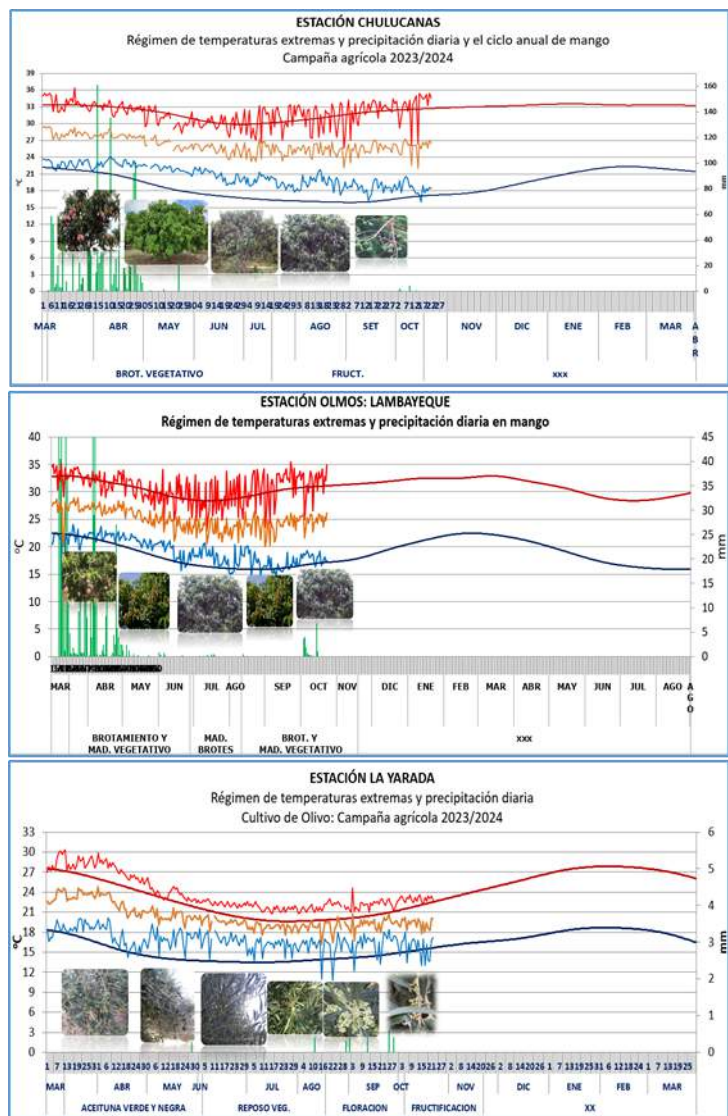 ESTACIÓN CHULUCANAS
Régimen de temperaturas extremas y precipitación diaria y el ciclo anual de mango
Campaña agrícola 2023/2024
39
36
33
30
27
24
21
18
15
12
9
6
3
0
°C
160
140
120
100
80
60
40
20
0
mm
MAR ABR MAY JUN JUL AGO SET OCT NOV DIC ENE FEB MAR ABR
BROT. VEGETATIVO FRUCT. xxx
ESTACIÓN OLMOS: LAMBAYEQUE
Régimen de temperaturas extremas y precipitación diaria en mango
40
35
30
25
20
15
10
5
0
°C
45
40
35
30
25
20
15
10
5
0
mm
MAR ABR MAY JUN JUL AGO SEP OCT NOV DIC ENE FEB MAR ABR MAY JUN JUL AGO AGO
BROTAMIENTO Y MAD. BROT. Y xxx
MAD. VEGETATIVO BROTES MAD. VEGETATIVO
ESTACIÓN LA YARADA
Régimen de temperaturas extremas y precipitación diaria
Cultivo de Olivo: Campaña agrícola 2023/2024
33
30
27
24
21
18
15
12
9
6
3
0
°C
6
5
4
3
2
1
0
mm
MAR ABR MAY JUN JUL AGO SEP OCT NOV DIC ENE FEB MAR
ACEITUNA VERDE Y NEGRA REPOSO VEG. FLORACION FRUCTIFICACION XX